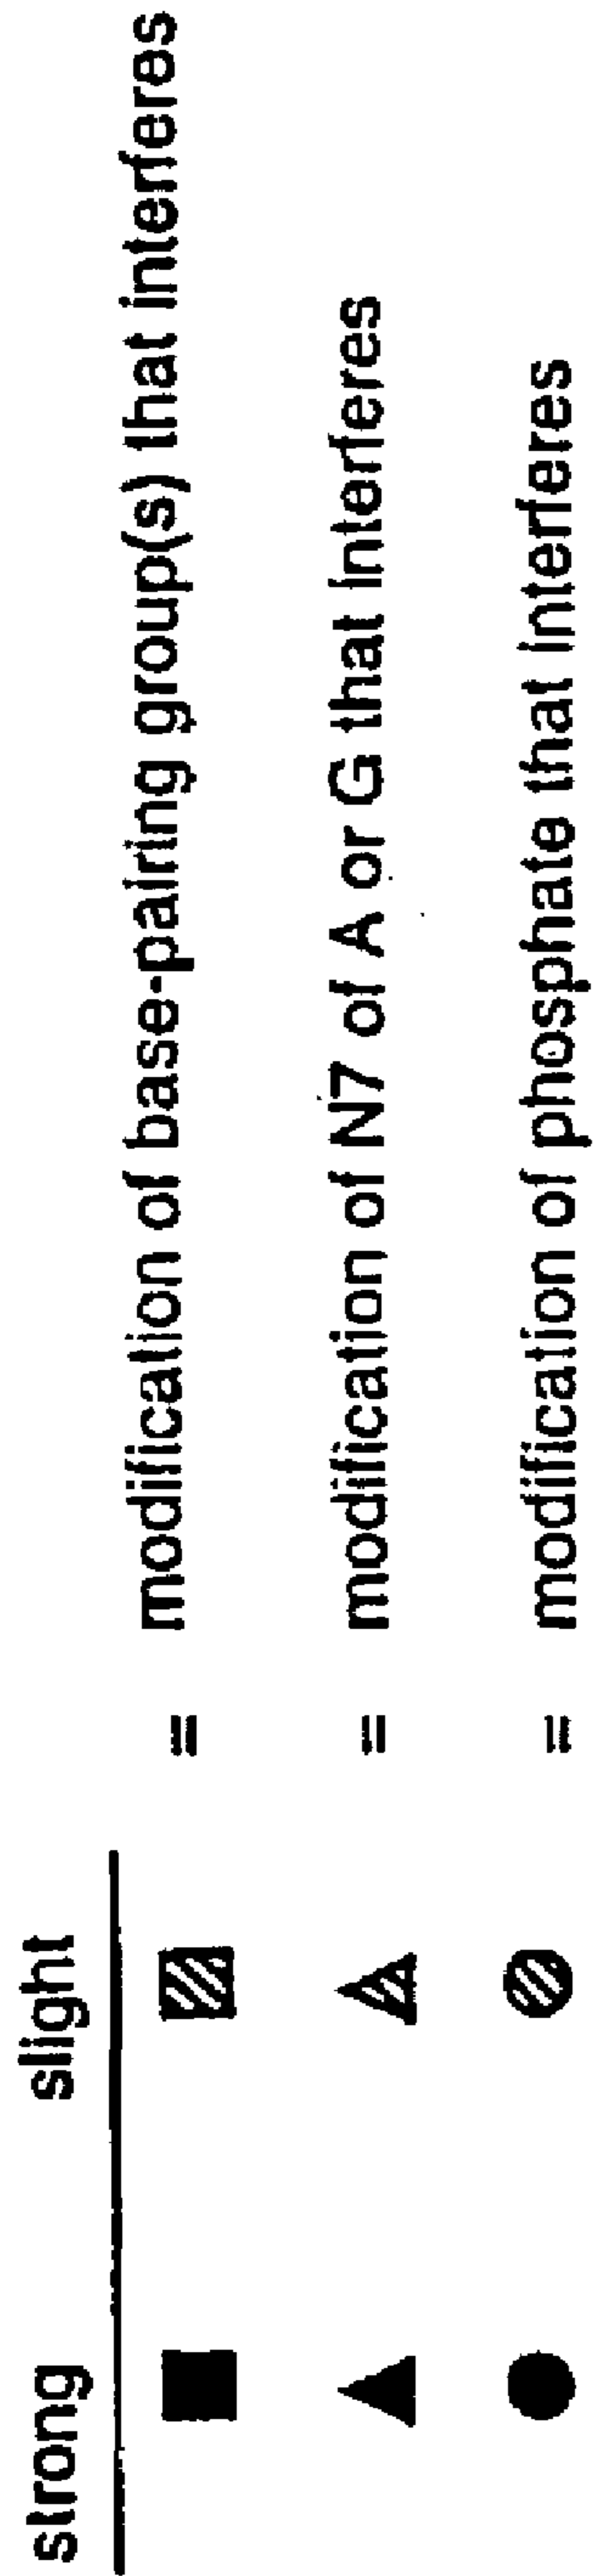 strong slight
= modification of base-pairing group(s) that interferes
= modification of N7 of A or G that interferes
= modification of phosphate that interferes